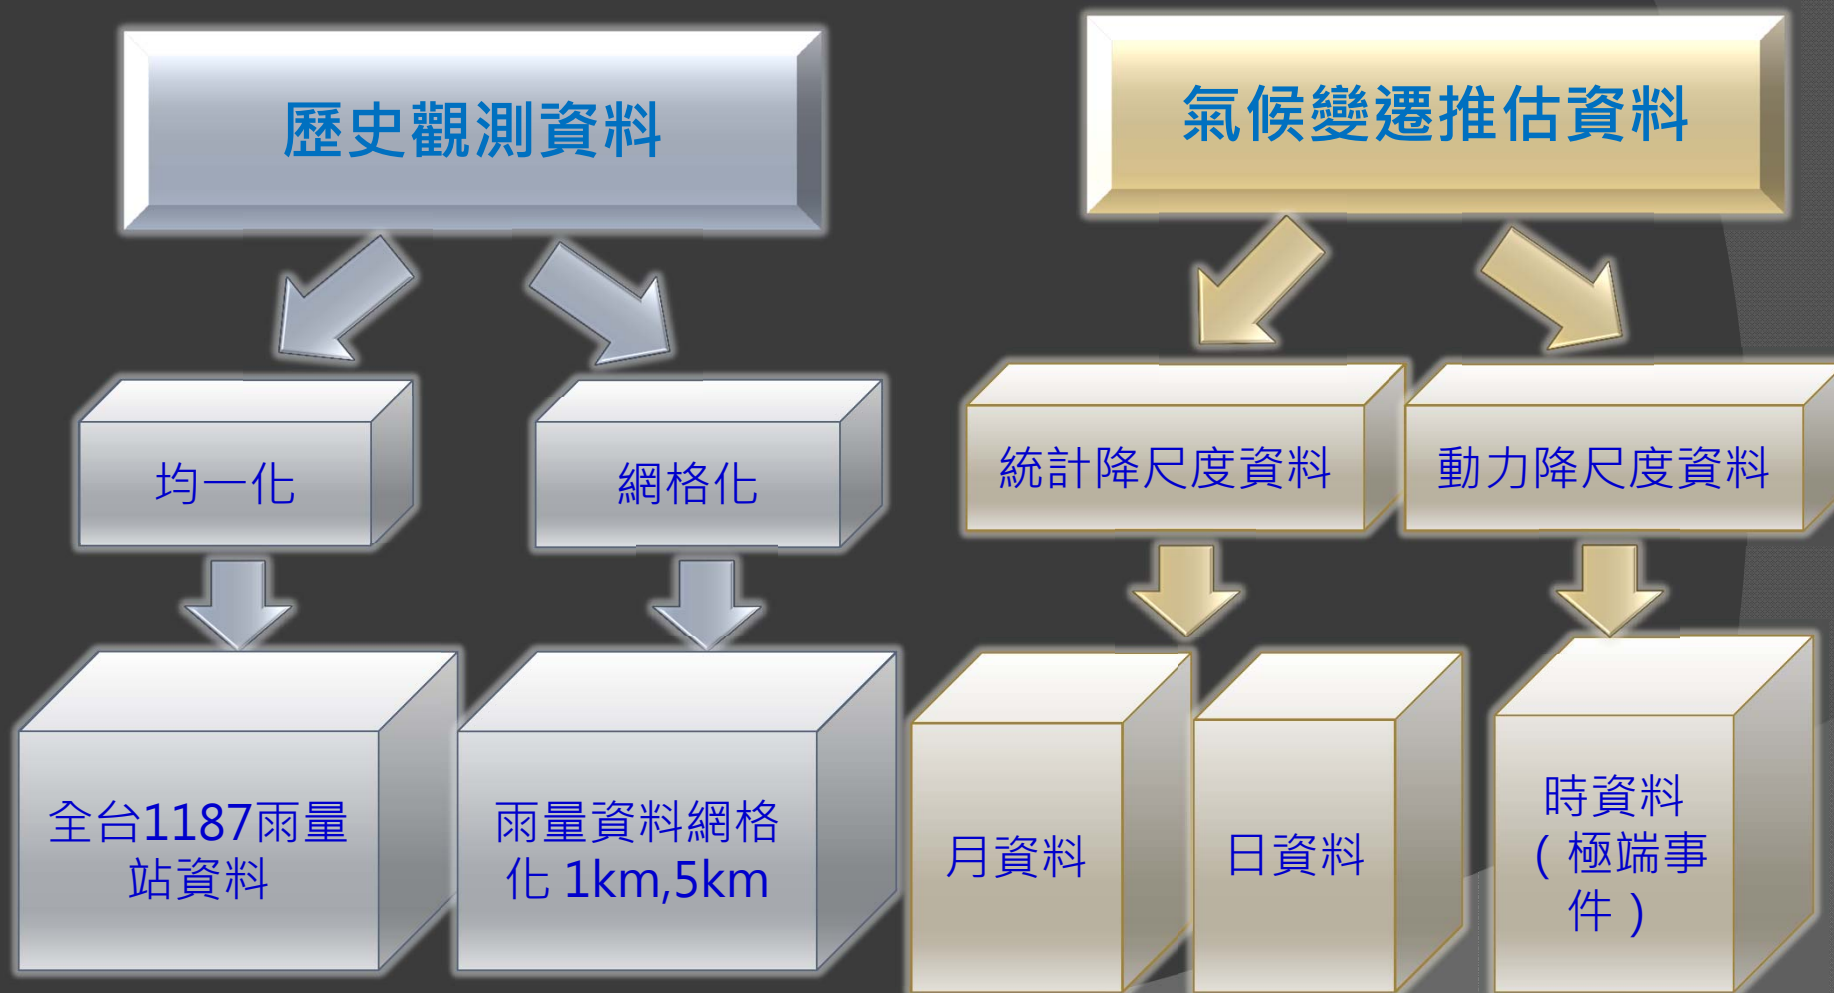 歷史觀測資料
氣候變遷推估資料
均一化
網格化
統計降尺度資料
動力降尺度資料
全台1187雨量
站資料
雨量資料網格
化 1km,5km
月資料
日資料
時資料
(極端事
件)